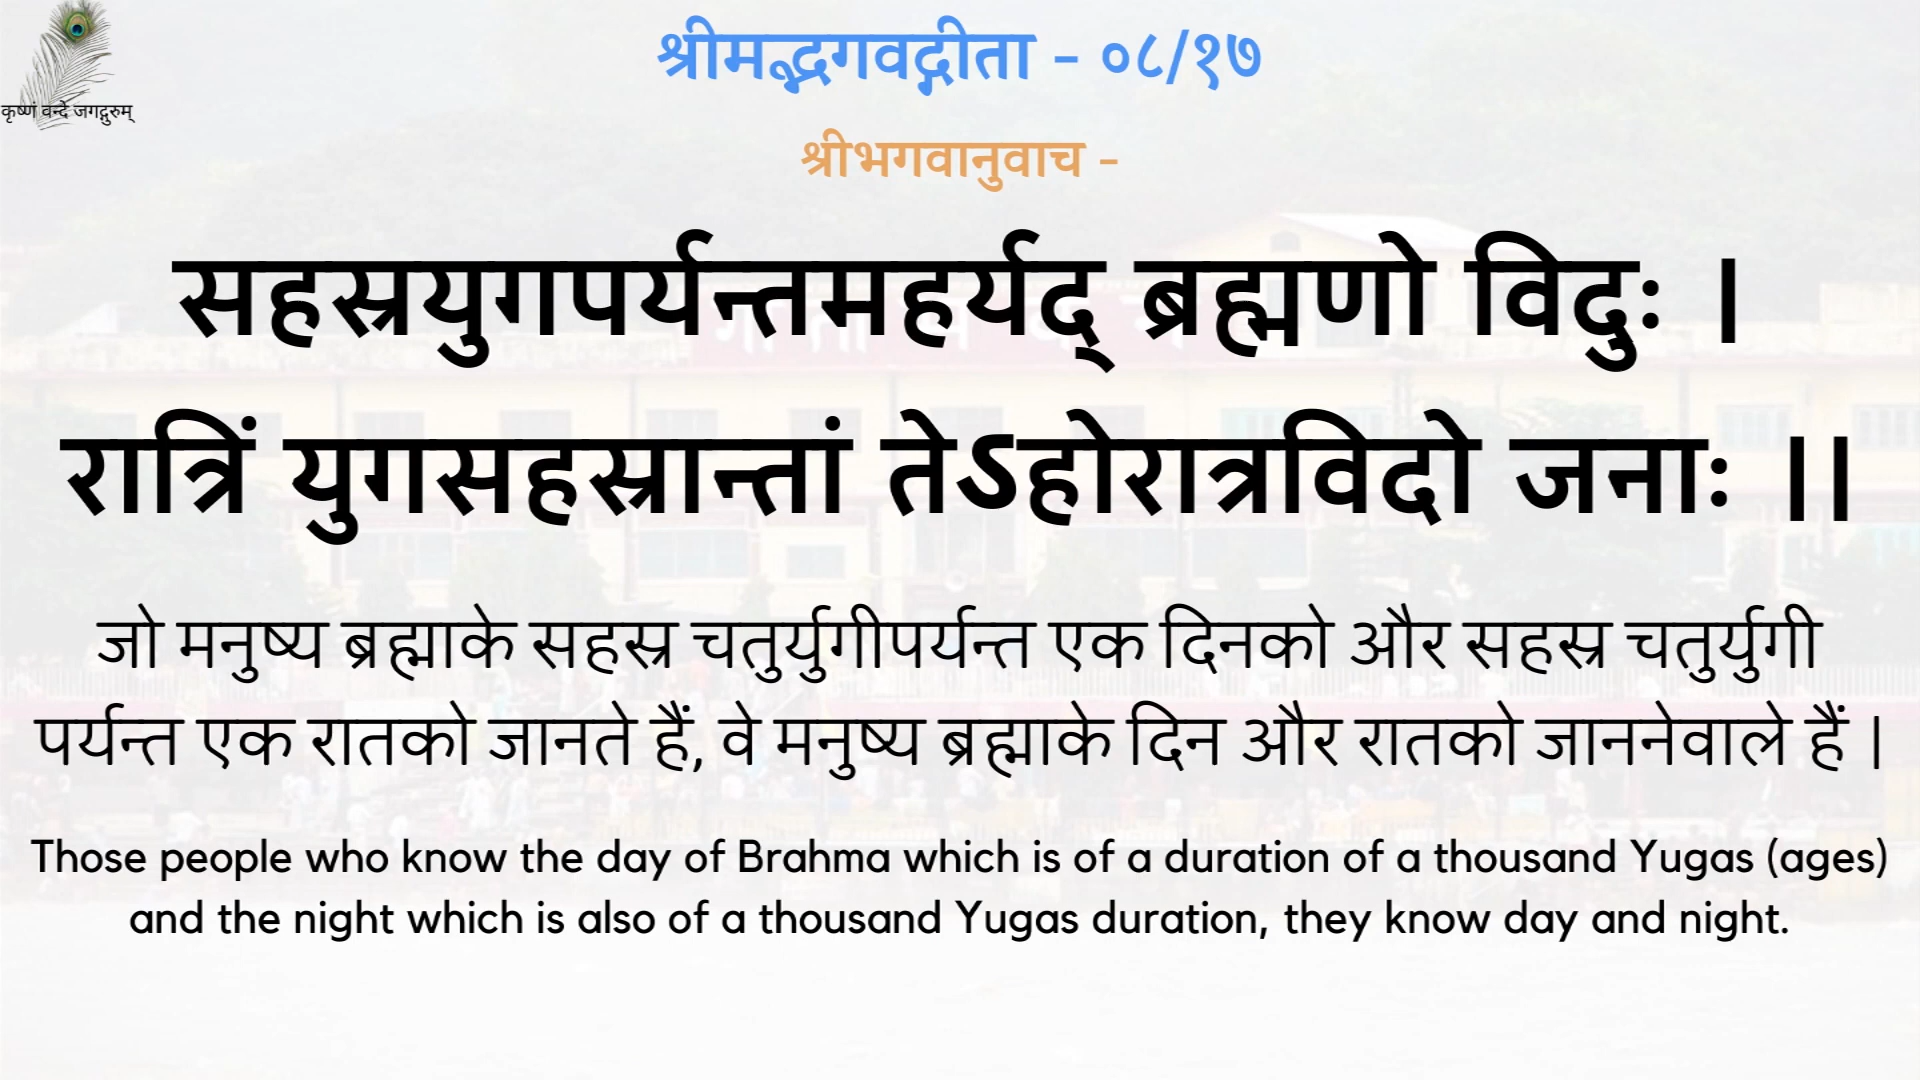 श्रीमद्भगवद्गीता - ०८/१७
कृष्णं वन्दे जगद्गुरुम्
श्रीभगवानुवाच -
सहस्रयुगपर्यन्तमहर्यद् ब्रह्मणो विदुः ।
रात्रिं युगसहस्रान्तां तेऽहोरात्रविदो जनाः ।।
जो मनुष्य ब्रह्माके सहस्र चतुर्युगीपर्यन्त एक दिनको और सहस्र चतुर्युगी
पर्यन्त एक रातको जानते हैं, वे मनुष्य ब्रह्माके दिन और रातको जाननेवाले हैं ।
Those people who know the day of Brahma which is of a duration of a thousand Yugas (ages)
and the night which is also of a thousand Yugas duration, they know day and night.